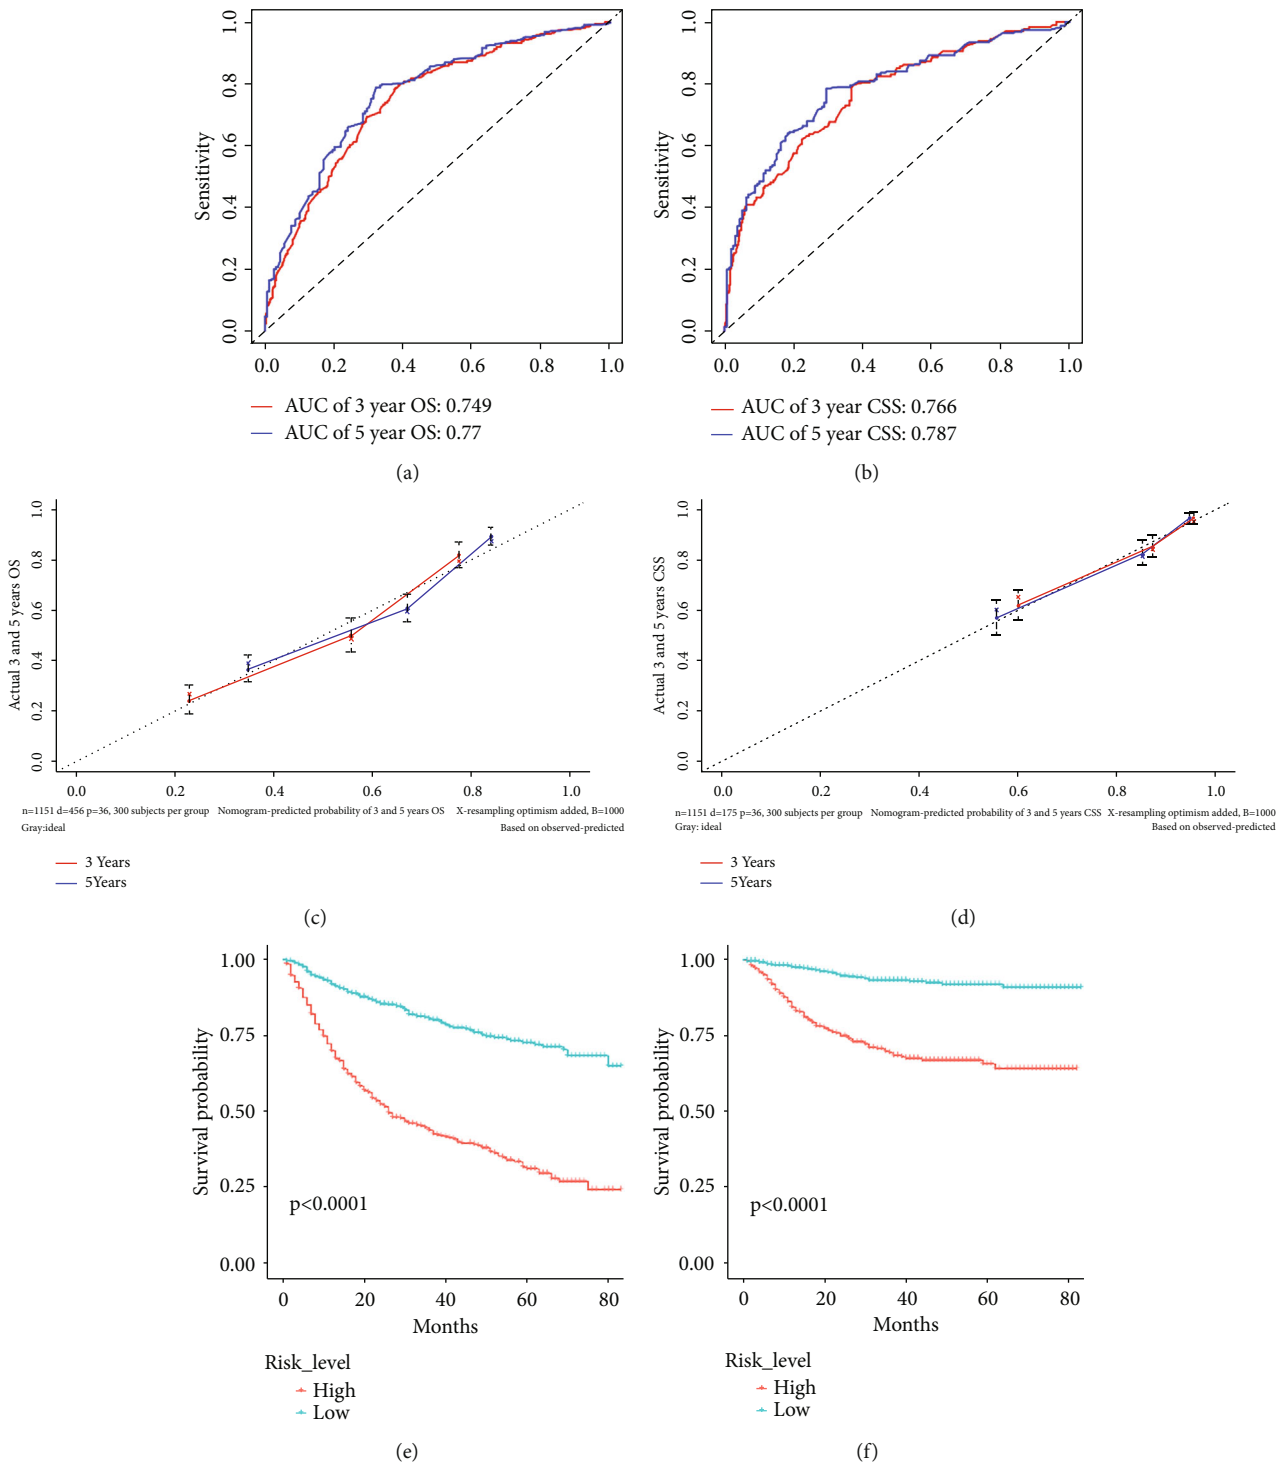 Sensitivity
1.0
0.8
0.6
0.4
0.2
0.0
0.0 0.2 0.4 0.6 0.8 1.0
AUC of 3 year OS: 0.749
AUC of 5 year OS: 0.77
(a)
Sensitivity
1.0
0.8
0.6
0.4
0.2
0.0
0.0 0.2 0.4 0.6 0.8 1.0
AUC of 3 year CSS: 0.766
AUC of 5 year CSS: 0.787
(b)
Actual 3 and 5 years OS
1.0
0.8
0.6
0.4
0.2
0.0
0.0 0.2 0.4 0.6 0.8 1.0
n=1151 d=456 p=36, 300 subjects per group Nomogram-predicted probability of 3 and 5 years OS X-resampling optimism added, B=1000
Gray:ideal Based on observed-predicted
3 Years
5Years
(c)
Actual 3 and 5 years CSS
1.0
0.8
0.6
0.4
0.2
0.0
0.0 0.2 0.4 0.6 0.8 1.0
n=1151 d=175 p=36, 300 subjects per group Nomogram-predicted probability of 3 and 5 years CSS X-resampling optimism added, B=1000
Gray: ideal Based on observed-predicted
3 Years
5Years
(d)
Survival probability
1.00
0.75
0.50
0.25
0.00
p<0.0001
0 20 40 60 80
Months
Risk_level
High
Low
(e)
Survival probability
1.00
0.75
0.50
0.25
0.00
p<0.0001
0 20 40 60 80
Months
Risk_level
High
Low
(f)